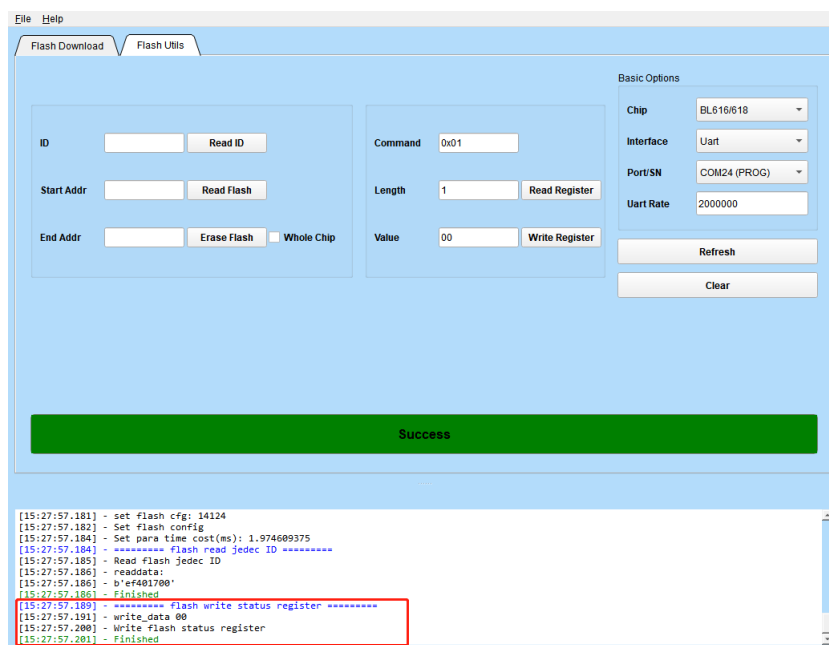 File Help
Flash Download Flash Utils
Basic Options
Chip BL616/618
ID Read ID Command 0x01 Interface Uart
Port/SN COM24 (PROG)
Start Addr Read Flash Length 1 Read Register
Uart Rate 2000000
End Addr Erase Flash Whole Chip Value 00 Write Register
Refresh
Clear
Success
[15:27:57.181] - set flash cfg: 14124
[15:27:57.182] - Set flash config
[15:27:57.184] - Set para time cost(ms): 1.974609375
[15:27:57.184] - ========= flash read jedec ID =========
[15:27:57.185] - Read flash jedec ID
[15:27:57.186] - readdata:
[15:27:57.186] - b'ef401700'
[15:27:57.186] - Finished
[15:27:57.189] - ========= flash write status register =========
[15:27:57.191] - write_data 00
[15:27:57.200] - Write flash status register
[15:27:57.201] - Finished